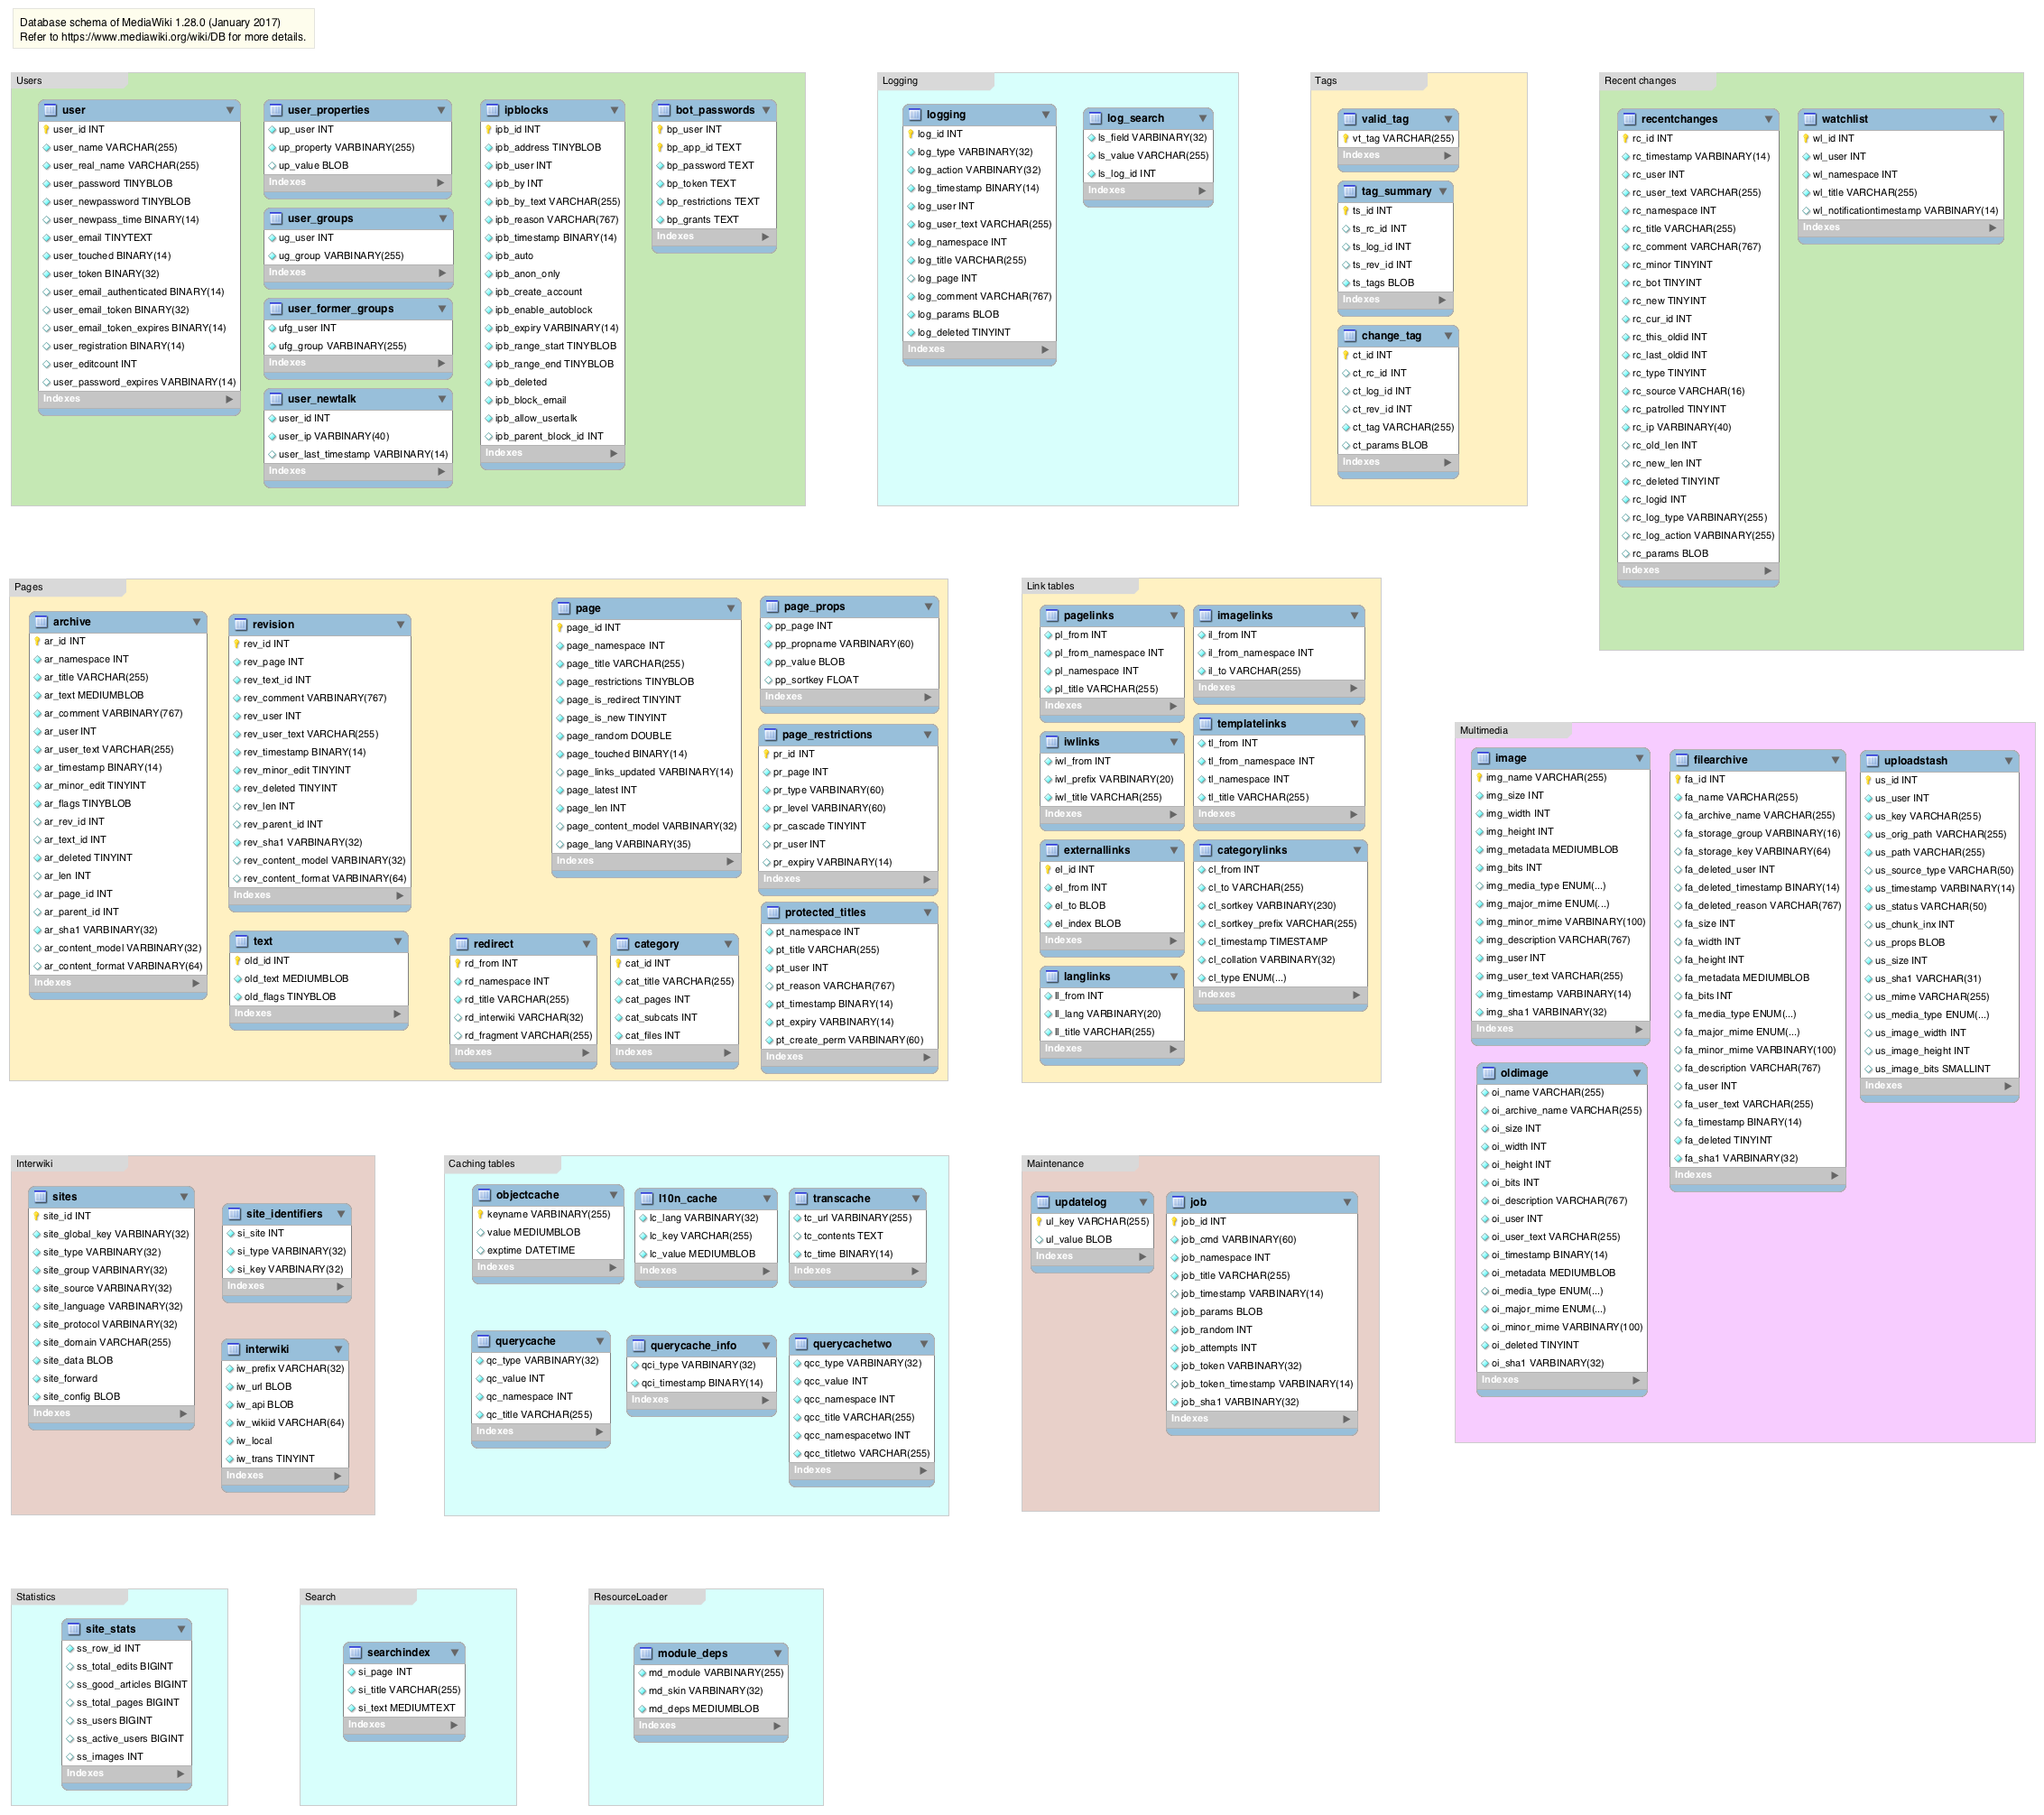 Database schema of MediaWiki 1.28.0 (January 2017)
Refer to https://www.mediawiki.org/wiki/DB for more details.
Users
user
user_id INT
user_name VARCHAR(255)
user_real_name VARCHAR(255)
user_password TINYBLOB
user_newpassword TINYBLOB
user_newpass_time BINARY(14)
user_email TINYTEXT
user_touched BINARY(14)
user_token BINARY(32)
user_email_authenticated BINARY(14)
user_email_token BINARY(32)
user_email_token_expires BINARY(14)
user_registration BINARY(14)
user_editcount INT
user_password_expires VARBINARY(14)
Indexes
user_properties
up_user INT
up_property VARBINARY(255)
up_value BLOB
Indexes
user_groups
ug_user INT
ug_group VARBINARY(255)
Indexes
user_former_groups
ufg_user INT
ufg_group VARBINARY(255)
Indexes
user_newtalk
user_id INT
user_ip VARBINARY(40)
user_last_timestamp VARBINARY(14)
Indexes
ipblocks
ipb_id INT
ipb_address TINYBLOB
ipb_user INT
ipb_by INT
ipb_by_text VARCHAR(255)
ipb_reason VARCHAR(767)
ipb_timestamp BINARY(14)
ipb_auto
ipb_anon_only
ipb_create_account
ipb_enable_autoblock
ipb_expiry VARBINARY(14)
ipb_range_start TINYBLOB
ipb_range_end TINYBLOB
ipb_deleted
ipb_block_email
ipb_allow_usertalk
ipb_parent_block_id INT
Indexes
bot_passwords
bp_user INT
bp_app_id TEXT
bp_password TEXT
bp_token TEXT
bp_restrictions TEXT
bp_grants TEXT
Indexes
Logging
logging
log_id INT
log_type VARBINARY(32)
log_action VARBINARY(32)
log_timestamp BINARY(14)
log_user INT
log_user_text VARCHAR(255)
log_namespace INT
log_title VARCHAR(255)
log_page INT
log_comment VARCHAR(767)
log_params BLOB
log_deleted TINYINT
Indexes
log_search
ls_field VARBINARY(32)
ls_value VARCHAR(255)
ls_log_id INT
Indexes
Tags
valid_tag
vt_tag VARCHAR(255)
Indexes
tag_summary
ts_id INT
ts_rc_id INT
ts_log_id INT
ts_rev_id INT
ts_tags BLOB
Indexes
change_tag
ct_id INT
ct_rc_id INT
ct_log_id INT
ct_rev_id INT
ct_tag VARCHAR(255)
ct_params BLOB
Indexes
Recent changes
recentchanges
rc_id INT
rc_timestamp VARBINARY(14)
rc_user INT
rc_user_text VARCHAR(255)
rc_namespace INT
rc_title VARCHAR(255)
rc_comment VARCHAR(767)
rc_minor TINYINT
rc_bot TINYINT
rc_new TINYINT
rc_cur_id INT
rc_this_oldid INT
rc_last_oldid INT
rc_type TINYINT
rc_source VARCHAR(16)
rc_patrolled TINYINT
rc_ip VARBINARY(40)
rc_old_len INT
rc_new_len INT
rc_deleted TINYINT
rc_logid INT
rc_log_type VARBINARY(255)
rc_log_action VARBINARY(255)
rc_params BLOB
Indexes
watchlist
wl_id INT
wl_user INT
wl_namespace INT
wl_title VARCHAR(255)
wl_notificationtimestamp VARBINARY(14)
Indexes
Pages
archive
ar_id INT
ar_namespace INT
ar_title VARCHAR(255)
ar_text MEDIUMBLOB
ar_comment VARBINARY(767)
ar_user INT
ar_user_text VARCHAR(255)
ar_timestamp BINARY(14)
ar_minor_edit TINYINT
ar_flags TINYBLOB
ar_rev_id INT
ar_text_id INT
ar_deleted TINYINT
ar_len INT
ar_page_id INT
ar_parent_id INT
ar_sha1 VARBINARY(32)
ar_content_model VARBINARY(32)
ar_content_format VARBINARY(64)
Indexes
revision
rev_id INT
rev_page INT
rev_text_id INT
rev_comment VARBINARY(767)
rev_user INT
rev_user_text VARCHAR(255)
rev_timestamp BINARY(14)
rev_minor_edit TINYINT
rev_deleted TINYINT
rev_len INT
rev_parent_id INT
rev_sha1 VARBINARY(32)
rev_content_model VARBINARY(32)
rev_content_format VARBINARY(64)
Indexes
text
old_id INT
old_text MEDIUMBLOB
old_flags TINYBLOB
Indexes
page
page_id INT
page_namespace INT
page_title VARCHAR(255)
page_restrictions TINYBLOB
page_is_redirect TINYINT
page_is_new TINYINT
page_random DOUBLE
page_touched BINARY(14)
page_links_updated VARBINARY(14)
page_latest INT
page_len INT
page_content_model VARBINARY(32)
page_lang VARBINARY(35)
Indexes
redirect
rd_from INT
rd_namespace INT
rd_title VARCHAR(255)
rd_interwiki VARCHAR(32)
rd_fragment VARCHAR(255)
Indexes
category
cat_id INT
cat_title VARCHAR(255)
cat_pages INT
cat_subcats INT
cat_files INT
Indexes
page_props
pp_page INT
pp_propname VARBINARY(60)
pp_value BLOB
pp_sortkey FLOAT
Indexes
page_restrictions
pr_id INT
pr_page INT
pr_type VARBINARY(60)
pr_level VARBINARY(60)
pr_cascade TINYINT
pr_user INT
pr_expiry VARBINARY(14)
Indexes
protected_titles
pt_namespace INT
pt_title VARCHAR(255)
pt_user INT
pt_reason VARCHAR(767)
pt_timestamp BINARY(14)
pt_expiry VARBINARY(14)
pt_create_perm VARBINARY(60)
Indexes
Link tables
pagelinks
pl_from INT
pl_from_namespace INT
pl_namespace INT
pl_title VARCHAR(255)
Indexes
iwlinks
iwl_from INT
iwl_prefix VARBINARY(20)
iwl_title VARCHAR(255)
Indexes
externallinks
el_id INT
el_from INT
el_to BLOB
el_index BLOB
Indexes
langlinks
ll_from INT
ll_lang VARBINARY(20)
ll_title VARCHAR(255)
Indexes
imagelinks
il_from INT
il_from_namespace INT
il_to VARCHAR(255)
Indexes
templatelinks
tl_from INT
tl_from_namespace INT
tl_namespace INT
tl_title VARCHAR(255)
Indexes
categorylinks
cl_from INT
cl_to VARCHAR(255)
cl_sortkey VARBINARY(230)
cl_sortkey_prefix VARCHAR(255)
cl_timestamp TIMESTAMP
cl_collation VARBINARY(32)
cl_type ENUM(...)
Indexes
Multimedia
image
img_name VARCHAR(255)
img_size INT
img_width INT
img_height INT
img_metadata MEDIUMBLOB
img_bits INT
img_media_type ENUM(...)
img_major_mime ENUM(...)
img_minor_mime VARBINARY(100)
img_description VARCHAR(767)
img_user INT
img_user_text VARCHAR(255)
img_timestamp VARBINARY(14)
img_sha1 VARBINARY(32)
Indexes
oldimage
oi_name VARCHAR(255)
oi_archive_name VARCHAR(255)
oi_size INT
oi_width INT
oi_height INT
oi_bits INT
oi_description VARCHAR(767)
oi_user INT
oi_user_text VARCHAR(255)
oi_timestamp BINARY(14)
oi_metadata MEDIUMBLOB
oi_media_type ENUM(...)
oi_major_mime ENUM(...)
oi_minor_mime VARBINARY(100)
oi_deleted TINYINT
oi_sha1 VARBINARY(32)
Indexes
filearchive
fa_id INT
fa_name VARCHAR(255)
fa_archive_name VARCHAR(255)
fa_storage_group VARBINARY(16)
fa_storage_key VARBINARY(64)
fa_deleted_user INT
fa_deleted_timestamp BINARY(14)
fa_deleted_reason VARCHAR(767)
fa_size INT
fa_width INT
fa_height INT
fa_metadata MEDIUMBLOB
fa_bits INT
fa_media_type ENUM(...)
fa_major_mime ENUM(...)
fa_minor_mime VARBINARY(100)
fa_description VARCHAR(767)
fa_user INT
fa_user_text VARCHAR(255)
fa_timestamp BINARY(14)
fa_deleted TINYINT
fa_sha1 VARBINARY(32)
Indexes
uploadstash
us_id INT
us_user INT
us_key VARCHAR(255)
us_orig_path VARCHAR(255)
us_path VARCHAR(255)
us_source_type VARCHAR(50)
us_timestamp VARBINARY(14)
us_status VARCHAR(50)
us_chunk_inx INT
us_props BLOB
us_size INT
us_sha1 VARCHAR(31)
us_mime VARCHAR(255)
us_media_type ENUM(...)
us_image_width INT
us_image_height INT
us_image_bits SMALLINT
Indexes
Interwiki
sites
site_id INT
site_global_key VARBINARY(32)
site_type VARBINARY(32)
site_group VARBINARY(32)
site_source VARBINARY(32)
site_language VARBINARY(32)
site_protocol VARBINARY(32)
site_domain VARCHAR(255)
site_data BLOB
site_forward
site_config BLOB
Indexes
site_identifiers
si_site INT
si_type VARBINARY(32)
si_key VARBINARY(32)
Indexes
interwiki
iw_prefix VARCHAR(32)
iw_url BLOB
iw_api BLOB
iw_wikiid VARCHAR(64)
iw_local
iw_trans TINYINT
Indexes
Caching tables
objectcache
keyname VARBINARY(255)
value MEDIUMBLOB
exptime DATETIME
Indexes
l10n_cache
lc_lang VARBINARY(32)
lc_key VARCHAR(255)
lc_value MEDIUMBLOB
Indexes
transcache
tc_url VARBINARY(255)
tc_contents TEXT
tc_time BINARY(14)
Indexes
querycache
qc_type VARBINARY(32)
qc_value INT
qc_namespace INT
qc_title VARCHAR(255)
Indexes
querycache_info
qci_type VARBINARY(32)
qci_timestamp BINARY(14)
Indexes
querycachetwo
qcc_type VARBINARY(32)
qcc_value INT
qcc_namespace INT
qcc_title VARCHAR(255)
qcc_namespacetwo INT
qcc_titletwo VARCHAR(255)
Indexes
Maintenance
updatelog
ul_key VARCHAR(255)
ul_value BLOB
Indexes
job
job_id INT
job_cmd VARBINARY(60)
job_namespace INT
job_title VARCHAR(255)
job_timestamp VARBINARY(14)
job_params BLOB
job_random INT
job_attempts INT
job_token VARBINARY(32)
job_token_timestamp VARBINARY(14)
job_sha1 VARBINARY(32)
Indexes
Statistics
site_stats
ss_row_id INT
ss_total_edits BIGINT
ss_good_articles BIGINT
ss_total_pages BIGINT
ss_users BIGINT
ss_active_users BIGINT
ss_images INT
Indexes
Search
searchindex
si_page INT
si_title VARCHAR(255)
si_text MEDIUMTEXT
Indexes
ResourceLoader
module_deps
md_module VARBINARY(255)
md_skin VARBINARY(32)
md_deps MEDIUMBLOB
Indexes